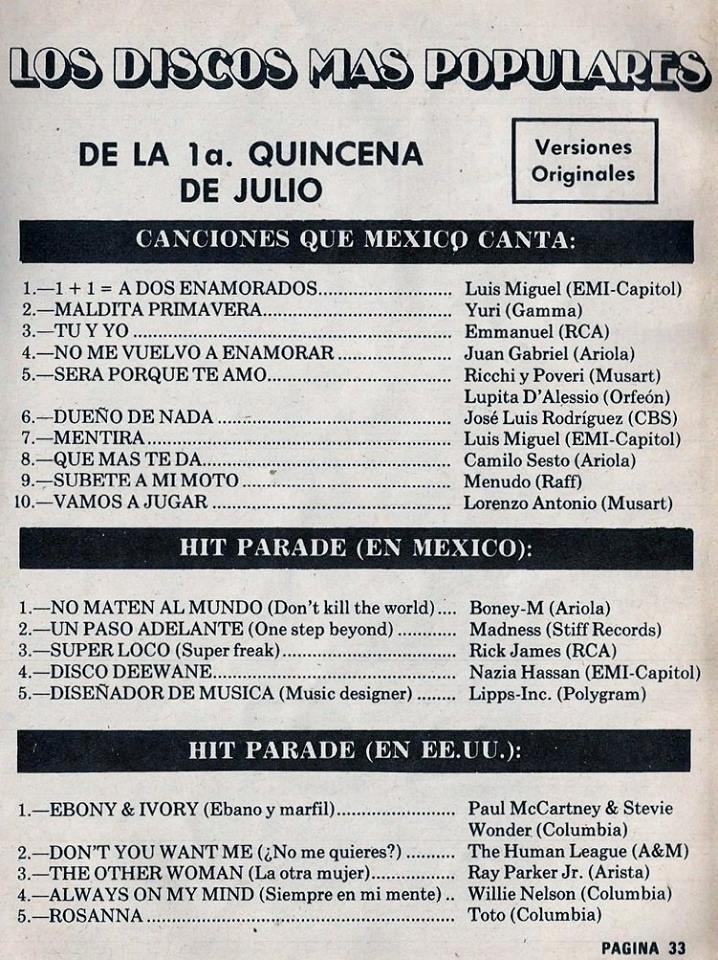 LOS DISCOS MAS POPULARES
DE LA 1a. QUINCENA
DE JULIO
Versiones
Originales
CANCIONES QUE MEXICO CANTA:
1.—1 + 1 = A DOS ENAMORADOS........................ Luis Miguel (EMI-Capitol)
2.—MALDITA PRIMAVERA.................................. Yuri (Gamma)
3.—TU Y YO ........................................................ Emmanuel (RCA)
4.—NO ME VUELVO A ENAMORAR .................... Juan Gabriel (Ariola)
5.—SERA PORQUE TE AMO................................. Ricchi y Poveri (Musart)
Lupita D'Alessio (Orfeón)
6.—DUEÑO DE NADA .......................................... José Luis Rodríguez (CBS)
7.—MENTIRA...................................................... Luis Miguel (EMI-Capitol)
8.—QUE MAS TE DA............................................ Camilo Sesto (Ariola)
9.—SUBETE A MI MOTO ..................................... Menudo (Raff)
10.—VAMOS A JUGAR .......................................... Lorenzo Antonio (Musart)
HIT PARADE (EN MEXICO):
1.—NO MATEN AL MUNDO (Don't kill the world) .... Boney-M (Ariola)
2.—UN PASO ADELANTE (One step beyond) ............ Madness (Stiff Records)
3.—SUPER LOCO (Super freak)............................... Rick James (RCA)
4.—DISCO DEEWANE........................................... Nazia Hassan (EMI-Capitol)
5.—DISEÑADOR DE MUSICA (Music designer) ........ Lipps-Inc. (Polygram)
HIT PARADE (EN EE.UU.):
1.—EBONY & IVORY (Ebano y marfil)........................ Paul McCartney & Stevie
Wonder (Columbia)
2.—DON'T YOU WANT ME (¿No me quieres?) .......... The Human League (A&M)
3.—THE OTHER WOMAN (La otra mujer)................. Ray Parker Jr. (Arista)
4.—ALWAYS ON MY MIND (Siempre en mi mente) .. Willie Nelson (Columbia)
5.—ROSANNA ...................................................... Toto (Columbia)
PAGINA 33